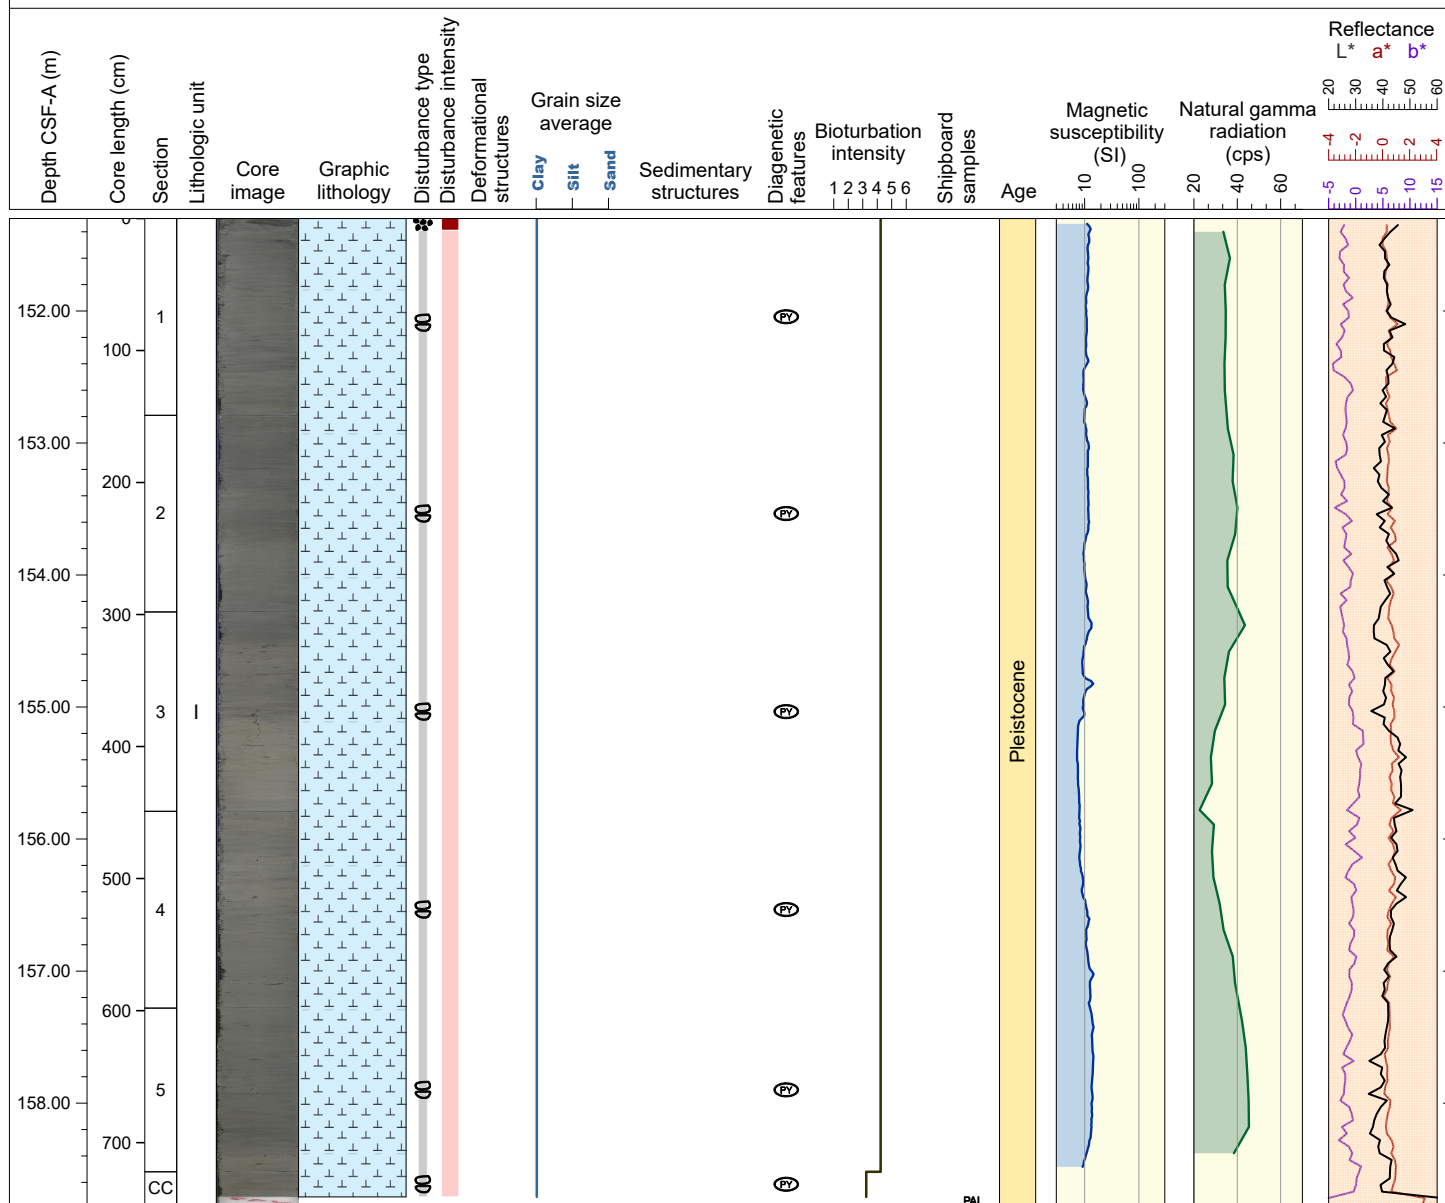 Depth CSF-A (m)
Core length (cm)
Section
Lithologic unit
Core
image
Graphic
lithology
Disturbance type
Disturbance intensity
Deformational
structures
Grain size
average
Clay
Silt
Sand
Sedimentary
structures
Diagenetic
features
Bioturbation
intensity
1 2 3 4 5 6
Shipboard
samples
Age
Magnetic
susceptibility
(SI)
10 100
Natural gamma
radiation
(cps)
20 40 60
Reflectance
L* a* b*
20 30 40 50 60
-4 -2 0 2 4
-5 0 5 10 15
0
152.00
1
PY
100
153.00
200
2
PY
154.00
300
155.00
3
I
PY
Pleistocene
400
156.00
500
4
PY
157.00
600
5
PY
158.00
700
CC
PY
PAL